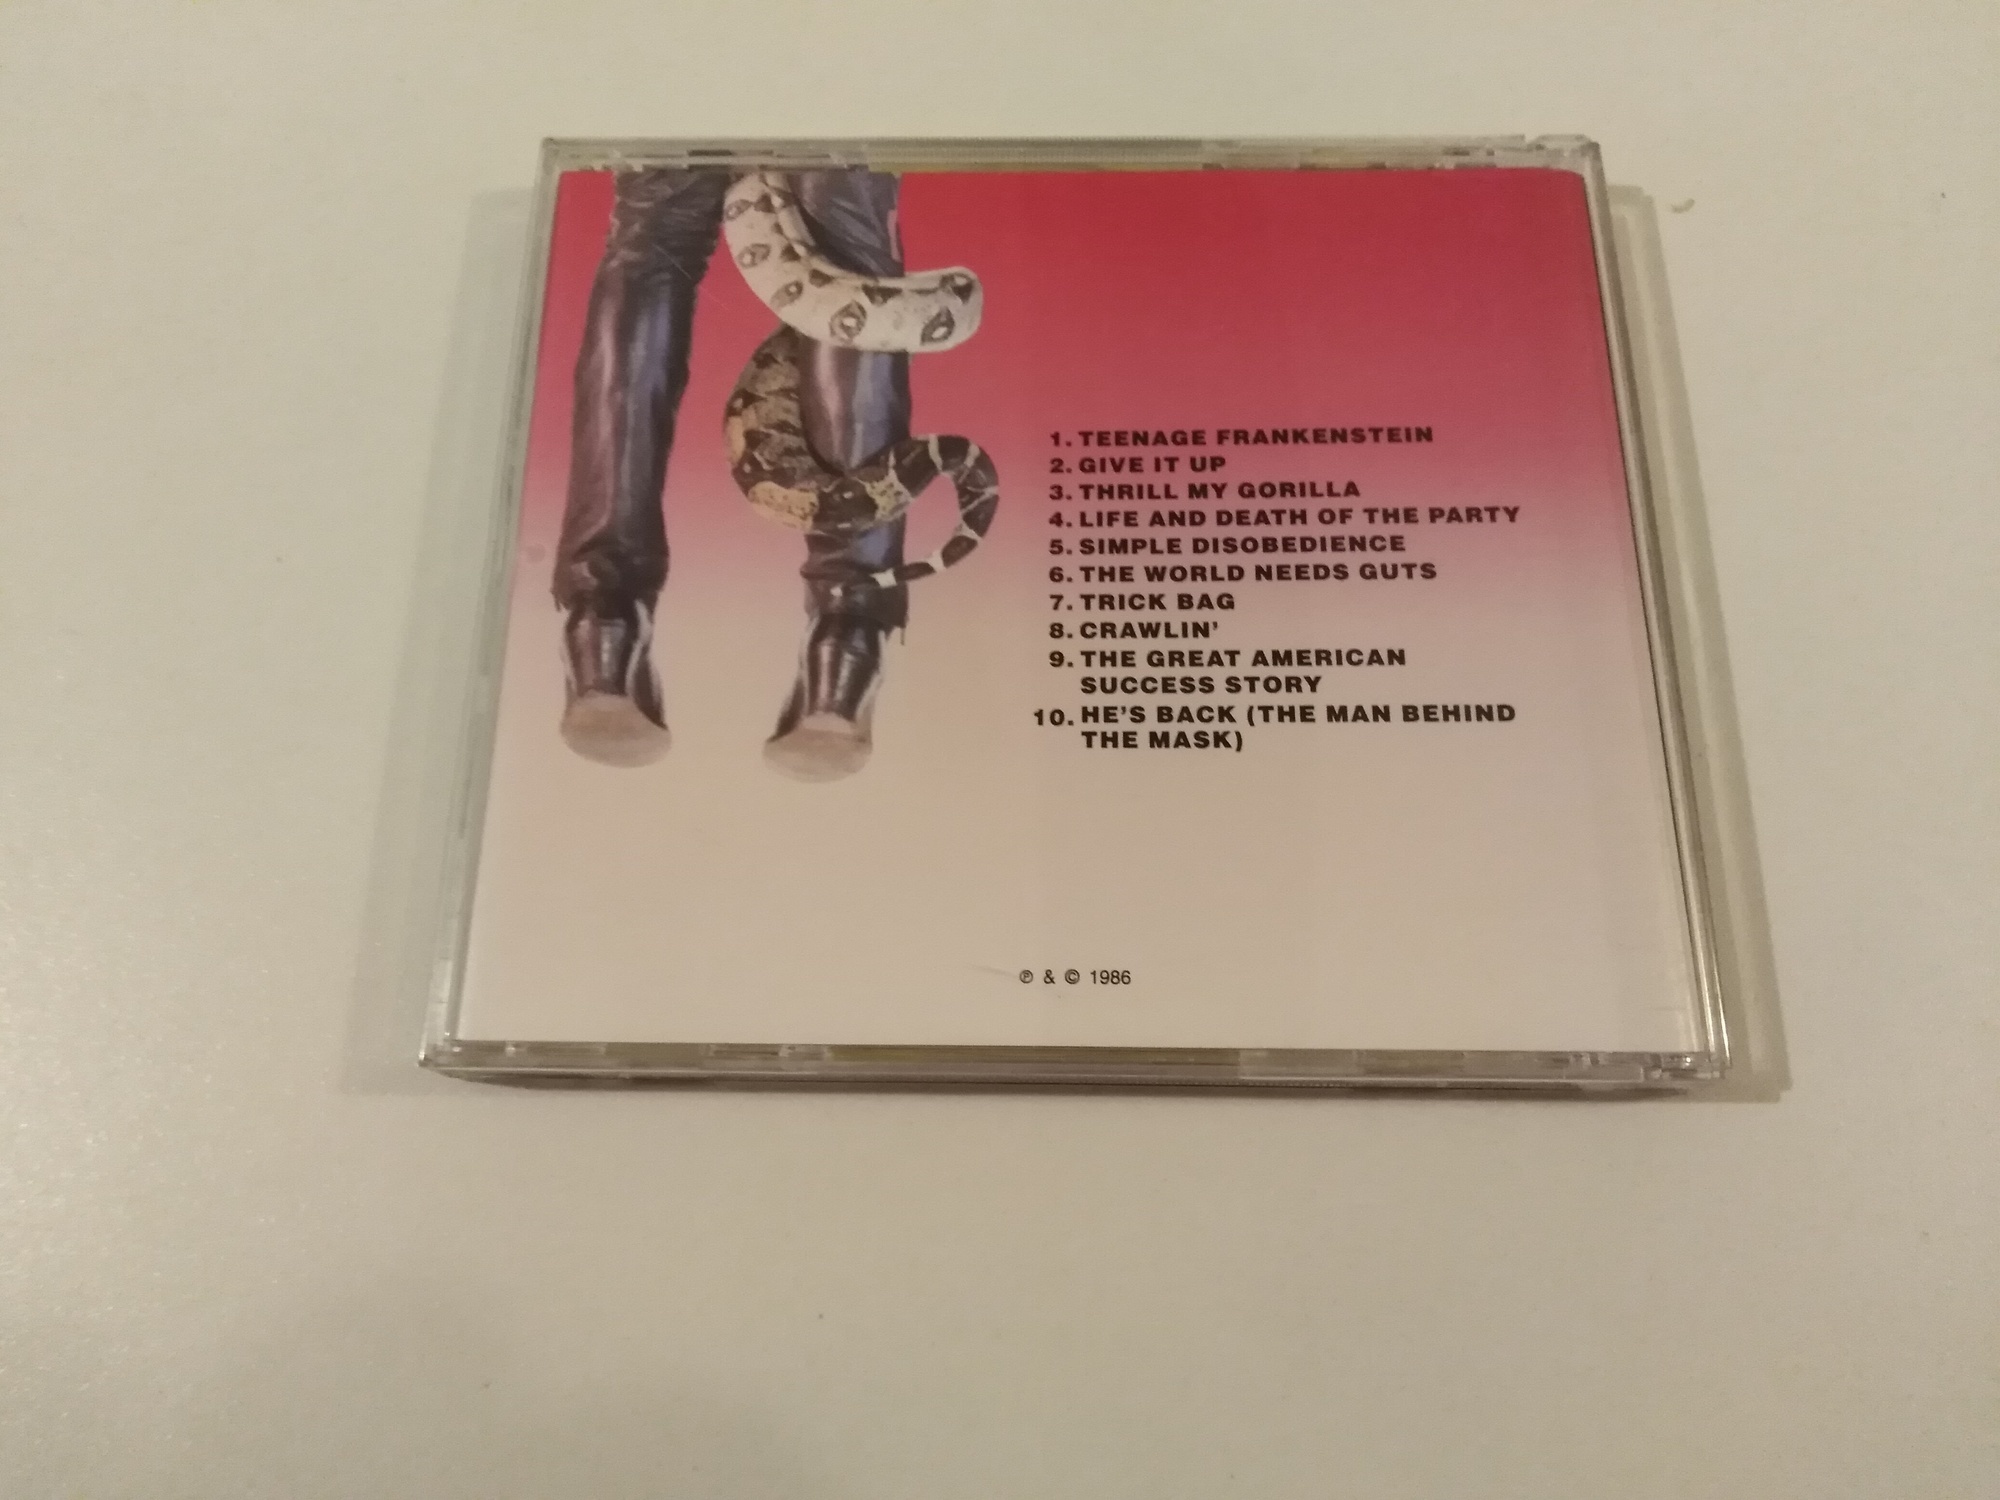 1. TEENAGE FRANKENSTEIN
2. GIVE IT UP
3. THRILL MY GORILLA
4. LIFE AND DEATH OF THE PARTY
5. SIMPLE DISOBEDIENCE
6. THE WORLD NEEDS GUTS
7. TRICK BAG
8. CRAWLIN'
9. THE GREAT AMERICAN
SUCCESS STORY
10. HE'S BACK (THE MAN BEHIND
THE MASK)
℗ & © 1986